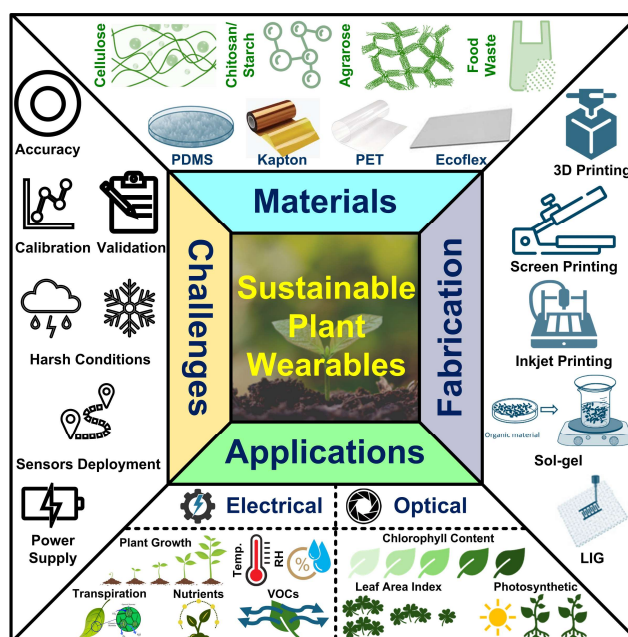 Cellulose
Chitosan/
Starch
Agrarose
Food
Waste
PDMS
Kapton
PET
Ecoflex
Materials
Accuracy
Calibration
Validation
Harsh Conditions
Sensors Deployment
Power
Supply
Challenges
Sustainable
Plant
Wearables
Fabrication
3D Printing
Screen Printing
Inkjet Printing
Organic material
Sol-gel
LIG
Applications
Electrical
Optical
Plant Growth
Temp.
RH
%
Transpiration
Nutrients
VOCs
Chlorophyll Content
Leaf Area Index
Photosynthetic